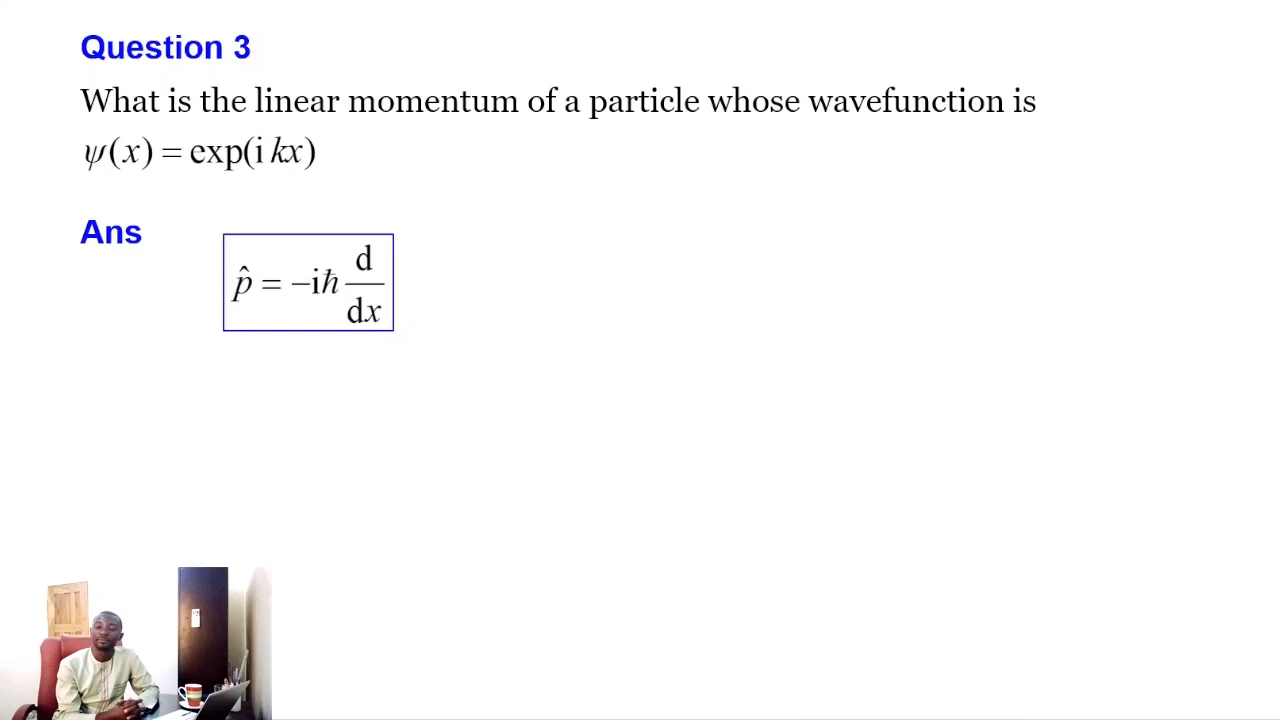 Question 3
What is the linear momentum of a particle whose wavefunction is
ψ(x) = exp(i kx)
Ans
p̂ = −iħ d/dx